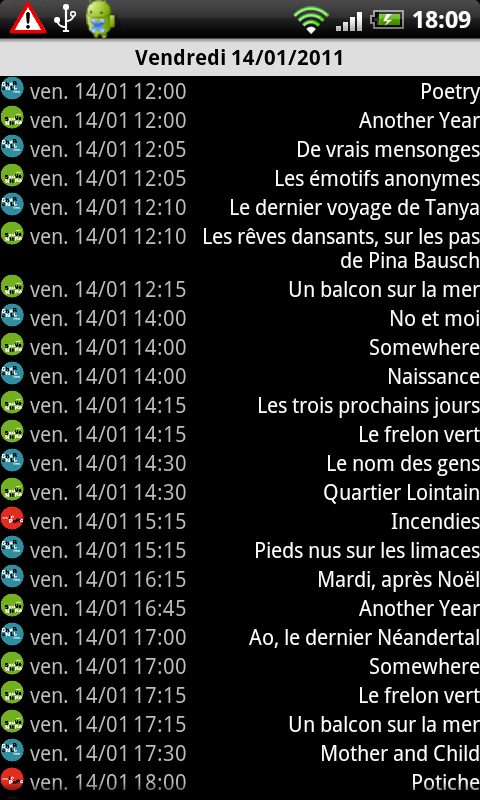 18:09
Vendredi 14/01/2011
ven. 14/01 12:00 Poetry
ven. 14/01 12:00 Another Year
ven. 14/01 12:05 De vrais mensonges
ven. 14/01 12:05 Les émotifs anonymes
ven. 14/01 12:10 Le dernier voyage de Tanya
ven. 14/01 12:10 Les rêves dansants, sur les pas
de Pina Bausch
ven. 14/01 12:15 Un balcon sur la mer
ven. 14/01 14:00 No et moi
ven. 14/01 14:00 Somewhere
ven. 14/01 14:00 Naissance
ven. 14/01 14:15 Les trois prochains jours
ven. 14/01 14:15 Le frelon vert
ven. 14/01 14:30 Le nom des gens
ven. 14/01 14:30 Quartier Lointain
ven. 14/01 15:15 Incendies
ven. 14/01 15:15 Pieds nus sur les limaces
ven. 14/01 16:15 Mardi, après Noël
ven. 14/01 16:45 Another Year
ven. 14/01 17:00 Ao, le dernier Néandertal
ven. 14/01 17:00 Somewhere
ven. 14/01 17:15 Le frelon vert
ven. 14/01 17:15 Un balcon sur la mer
ven. 14/01 17:30 Mother and Child
ven. 14/01 18:00 Potiche